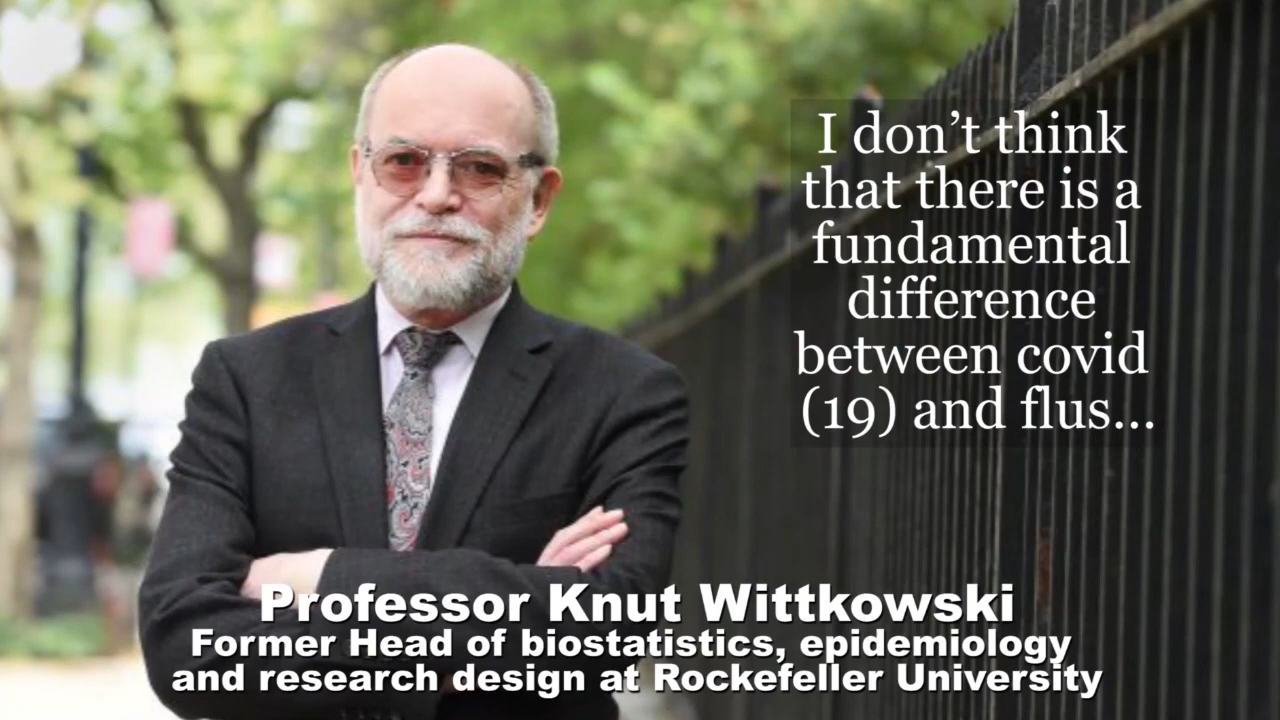 I don’t think
that there is a
fundamental
difference
between covid
(19) and flus...
Professor Knut Wittkowski
Former Head of biostatistics, epidemiology
and research design at Rockefeller University